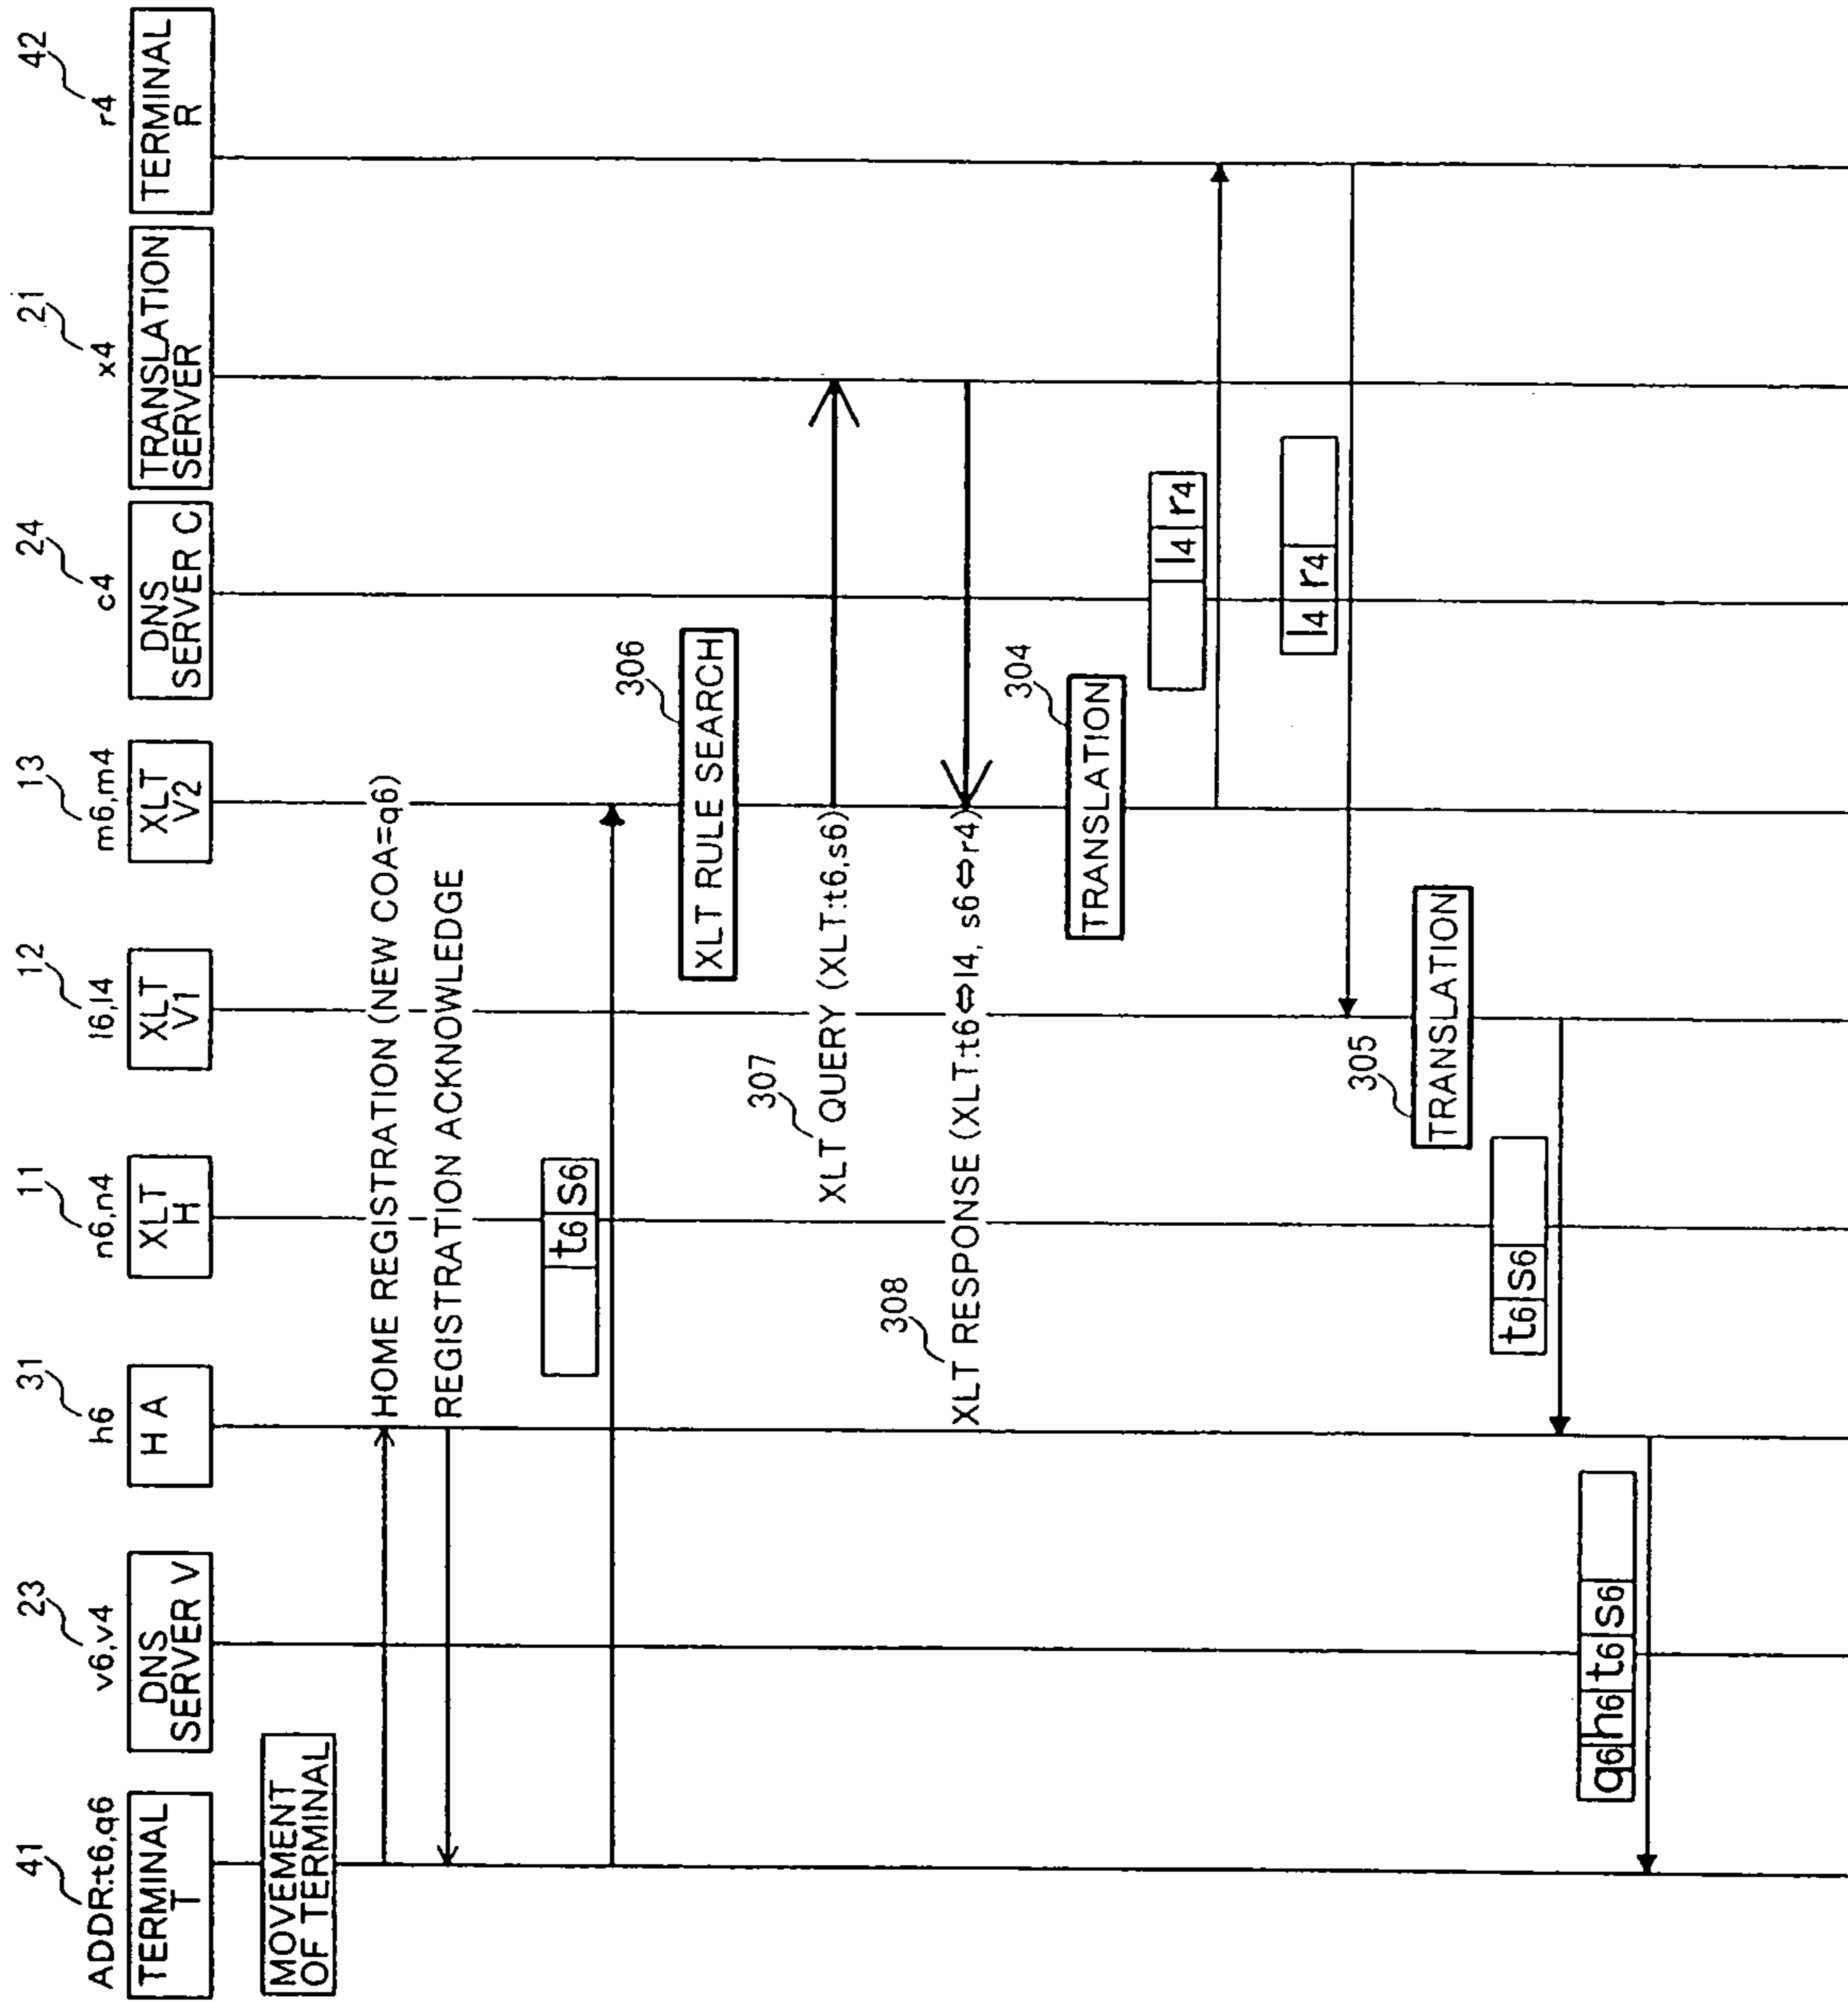 41
ADDR:t6,q6
TERMINAL
T
23
v6,v4
DNS
SERVER V
31
h6
H A
11
n6,n4
XLT
H
12
l6,l4
XLT
V1
13
m6,m4
XLT
V2
24
c4
DNS
SERVER C
21
x4
TRANSLATION
SERVER
42
r4
TERMINAL
R
MOVEMENT
OF TERMINAL
HOME REGISTRATION (NEW COA=q6)
REGISTRATION ACKNOWLEDGE
t6 s6
306
XLT RULE SEARCH
307
XLT QUERY (XLT:t6,s6)
308
XLT RESPONSE (XLT:t6⇔l4, s6⇔r4)
304
TRANSLATION
l4 r4
l4 r4
305
TRANSLATION
t6 s6
q6 h6 t6 s6